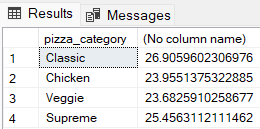 Results Messages
pizza_category (No column name)
1 Classic 26.9059602306976
2 Chicken 23.9551375322885
3 Veggie 23.6825910258677
4 Supreme 25.4563112111462